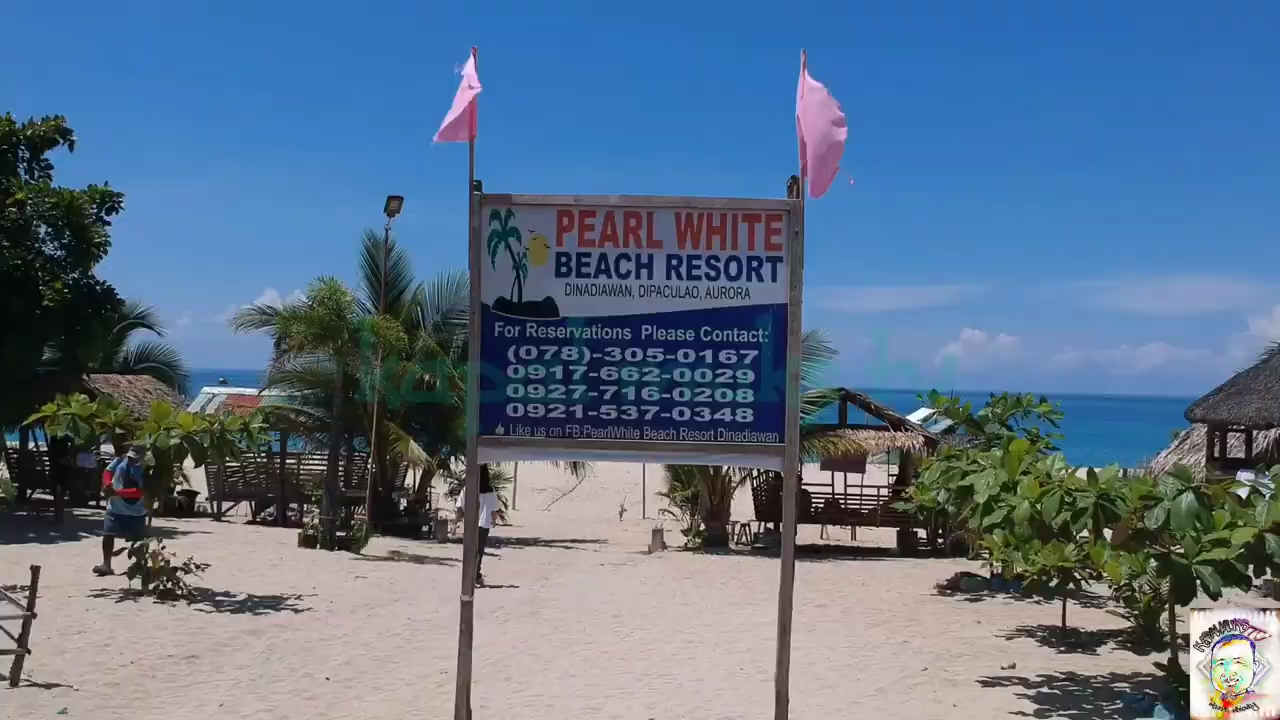 PEARL WHITE
BEACH RESORT
DINADIAWAN, DIPACULAO, AURORA
For Reservations Please Contact:
(078)-305-0167
0917-662-0029
0927-716-0208
0921-537-0348
Like us on FB:PearlWhite Beach Resort Dinadiawan